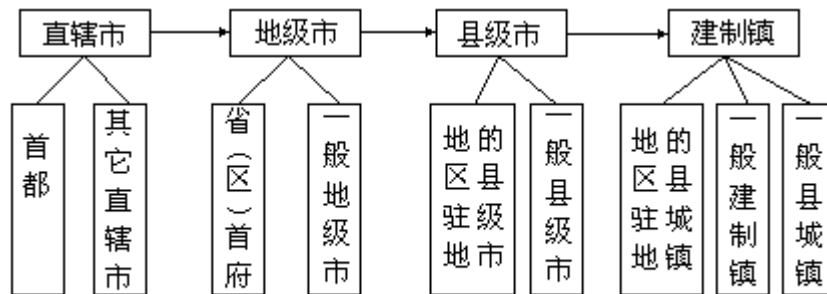 直辖市
地级市
县级市
建制镇
首都
其它直辖市
省（区）首府
一般地级市
地区驻地
的县级市
一般县级市
地区驻地
的县城镇
一般建制镇
一般县城镇